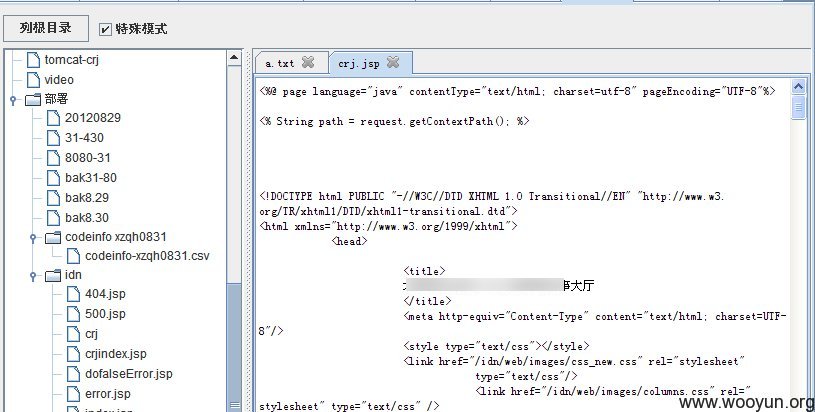 列根目录
特殊模式
tomcat-crj
video
部署
20120829
31-430
8080-31
bak31-80
bak8.29
bak8.30
codeinfo xzqh0831
codeinfo-xzqh0831.csv
idn
404.jsp
500.jsp
crj
crjindex.jsp
dofalseError.jsp
error.jsp
index.jsp
a.txt
crj.jsp
<%@ page language="java" contentType="text/html; charset=utf-8" pageEncoding="UTF-8"%>
<% String path = request.getContextPath(); %>
<!DOCTYPE html PUBLIC "-//W3C//DTD XHTML 1.0 Transitional//EN" "http://www.w3.
org/TR/xhtml1/DTD/xhtml1-transitional.dtd">
<html xmlns="http://www.w3.org/1999/xhtml">
<head>
<title>
事大厅
</title>
<meta http-equiv="Content-Type" content="text/html; charset=UTF-
8"/>
<style type="text/css"></style>
<link href="/idn/web/images/css_new.css" rel="stylesheet"
type="text/css"/>
<link href="/idn/web/images/columns.css" rel="
stylesheet" type="text/css" />
www.wooyun.org